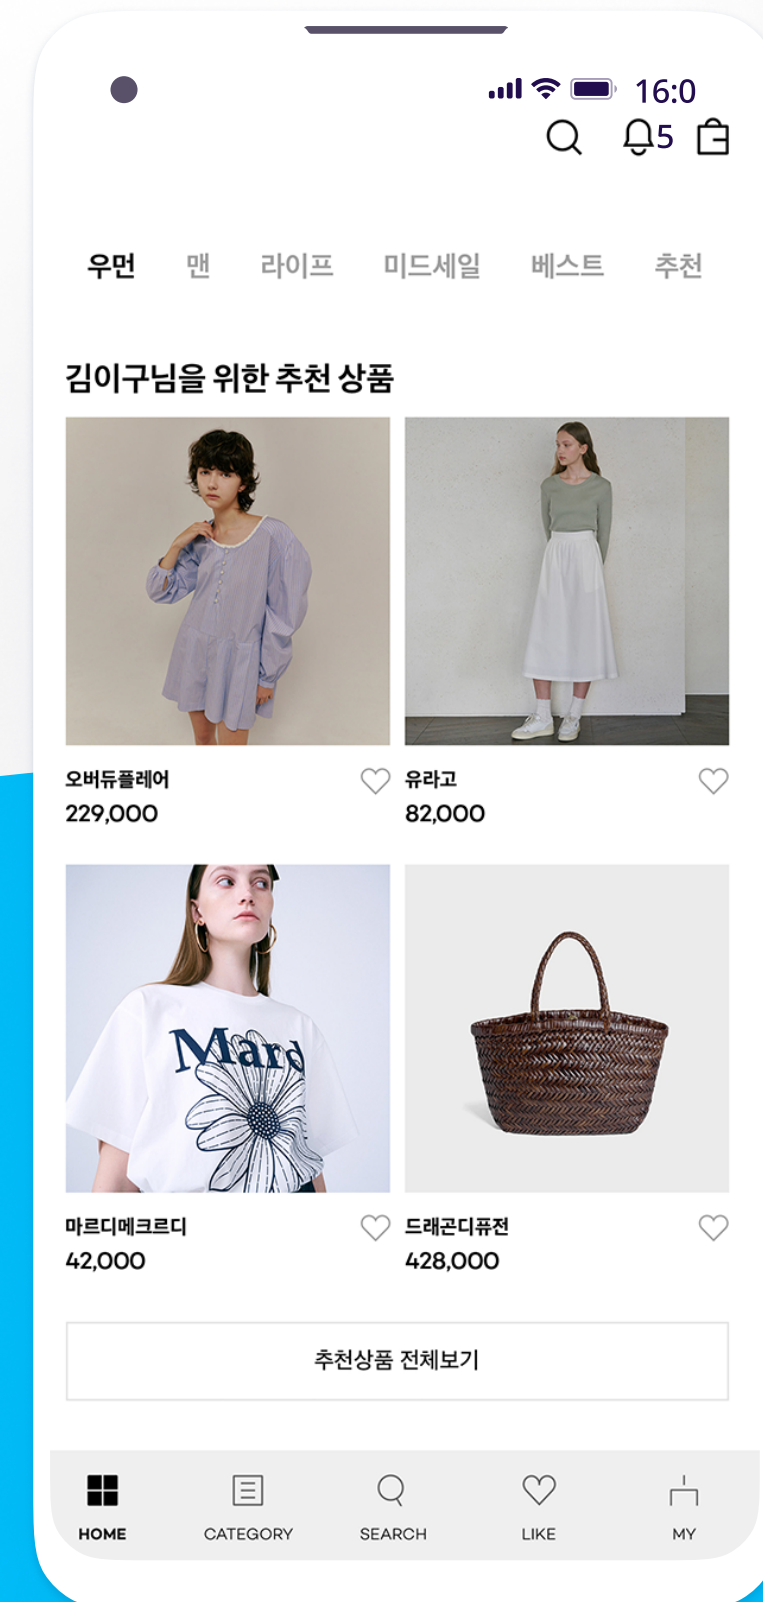 16:0
5
우먼 맨 라이프 미드세일 베스트 추천
김이구님을 위한 추천 상품
오버듀플레어
229,000
유라고
82,000
Mard
마르디메크르디
42,000
드래곤디퓨전
428,000
추천상품 전체보기
HOME CATEGORY SEARCH LIKE MY